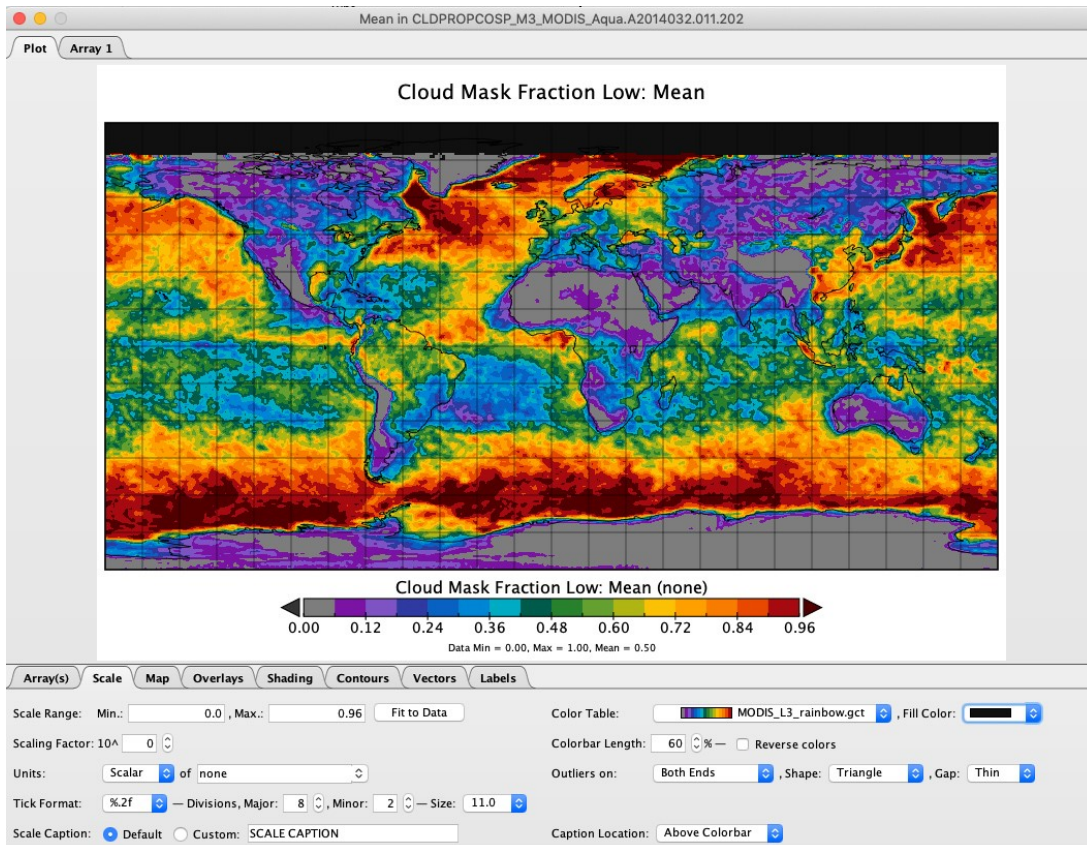 Mean in CLDPROPCOSP_M3_MODIS_Aqua.A2014032.011.202
Plot Array 1
Cloud Mask Fraction Low: Mean
Cloud Mask Fraction Low: Mean (none)
0.00 0.12 0.24 0.36 0.48 0.60 0.72 0.84 0.96
Data Min = 0.00, Max = 1.00, Mean = 0.50
Array(s) Scale Map Overlays Shading Contours Vectors Labels
Scale Range: Min.: 0.0 , Max.: 0.96 Fit to Data Color Table: MODIS_L3_rainbow.gct , Fill Color:
Scaling Factor: 10^ 0 Colorbar Length: 60 % — Reverse colors
Units: Scalar of none Outliers on: Both Ends , Shape: Triangle , Gap: Thin
Tick Format: %.2f — Divisions, Major: 8 , Minor: 2 — Size: 11.0
Scale Caption: Default Custom: SCALE CAPTION Caption Location: Above Colorbar